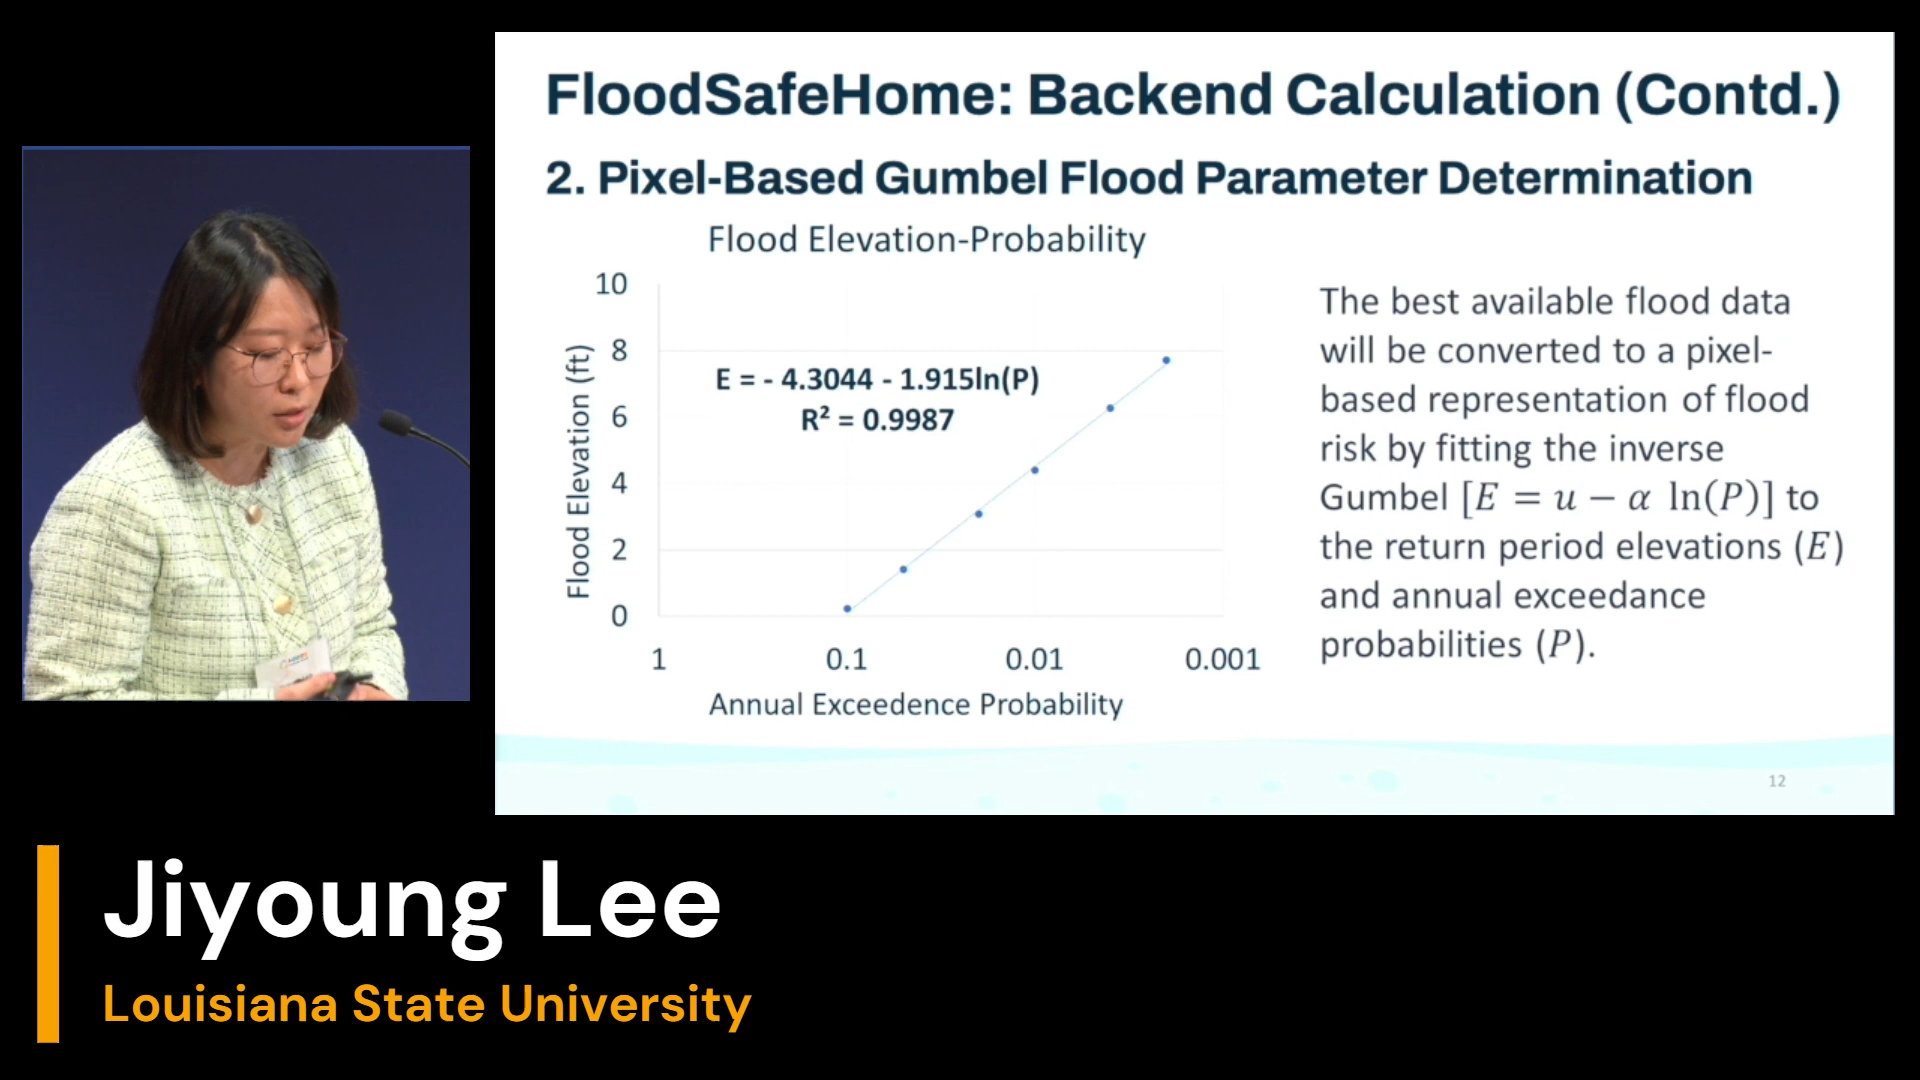 FloodSafeHome: Backend Calculation (Contd.)
2. Pixel-Based Gumbel Flood Parameter Determination
Flood Elevation-Probability
10
8
6
4
2
0
Flood Elevation (ft)
E = - 4.3044 - 1.915ln(P)
R² = 0.9987
1 0.1 0.01 0.001
Annual Exceedence Probability
The best available flood data
will be converted to a pixel-
based representation of flood
risk by fitting the inverse
Gumbel [E = u − α ln(P)] to
the return period elevations (E)
and annual exceedance
probabilities (P).
12
Jiyoung Lee
Louisiana State University